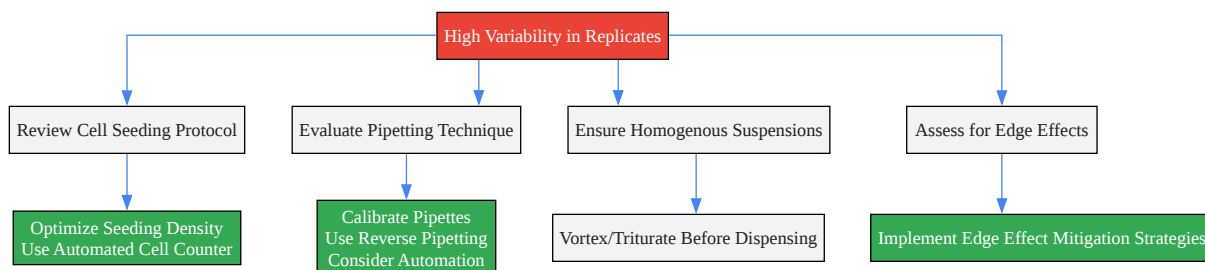 High Variability in Replicates
Review Cell Seeding Protocol
Evaluate Pipetting Technique
Ensure Homogenous Suspensions
Assess for Edge Effects
Optimize Seeding Density
Use Automated Cell Counter
Calibrate Pipettes
Use Reverse Pipetting
Consider Automation
Vortex/Triturate Before Dispensing
Implement Edge Effect Mitigation Strategies